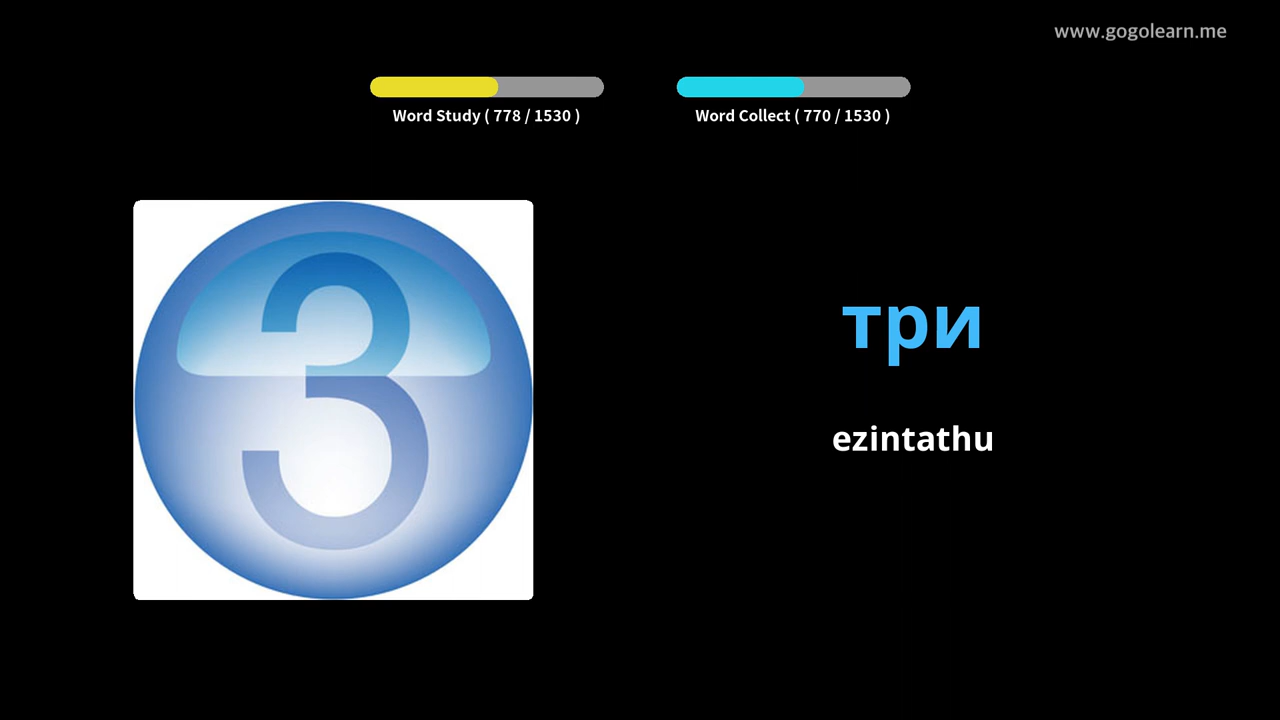 www.gogolearn.me
Word Study ( 778 / 1530 )
Word Collect ( 770 / 1530 )
3
три
ezintathu